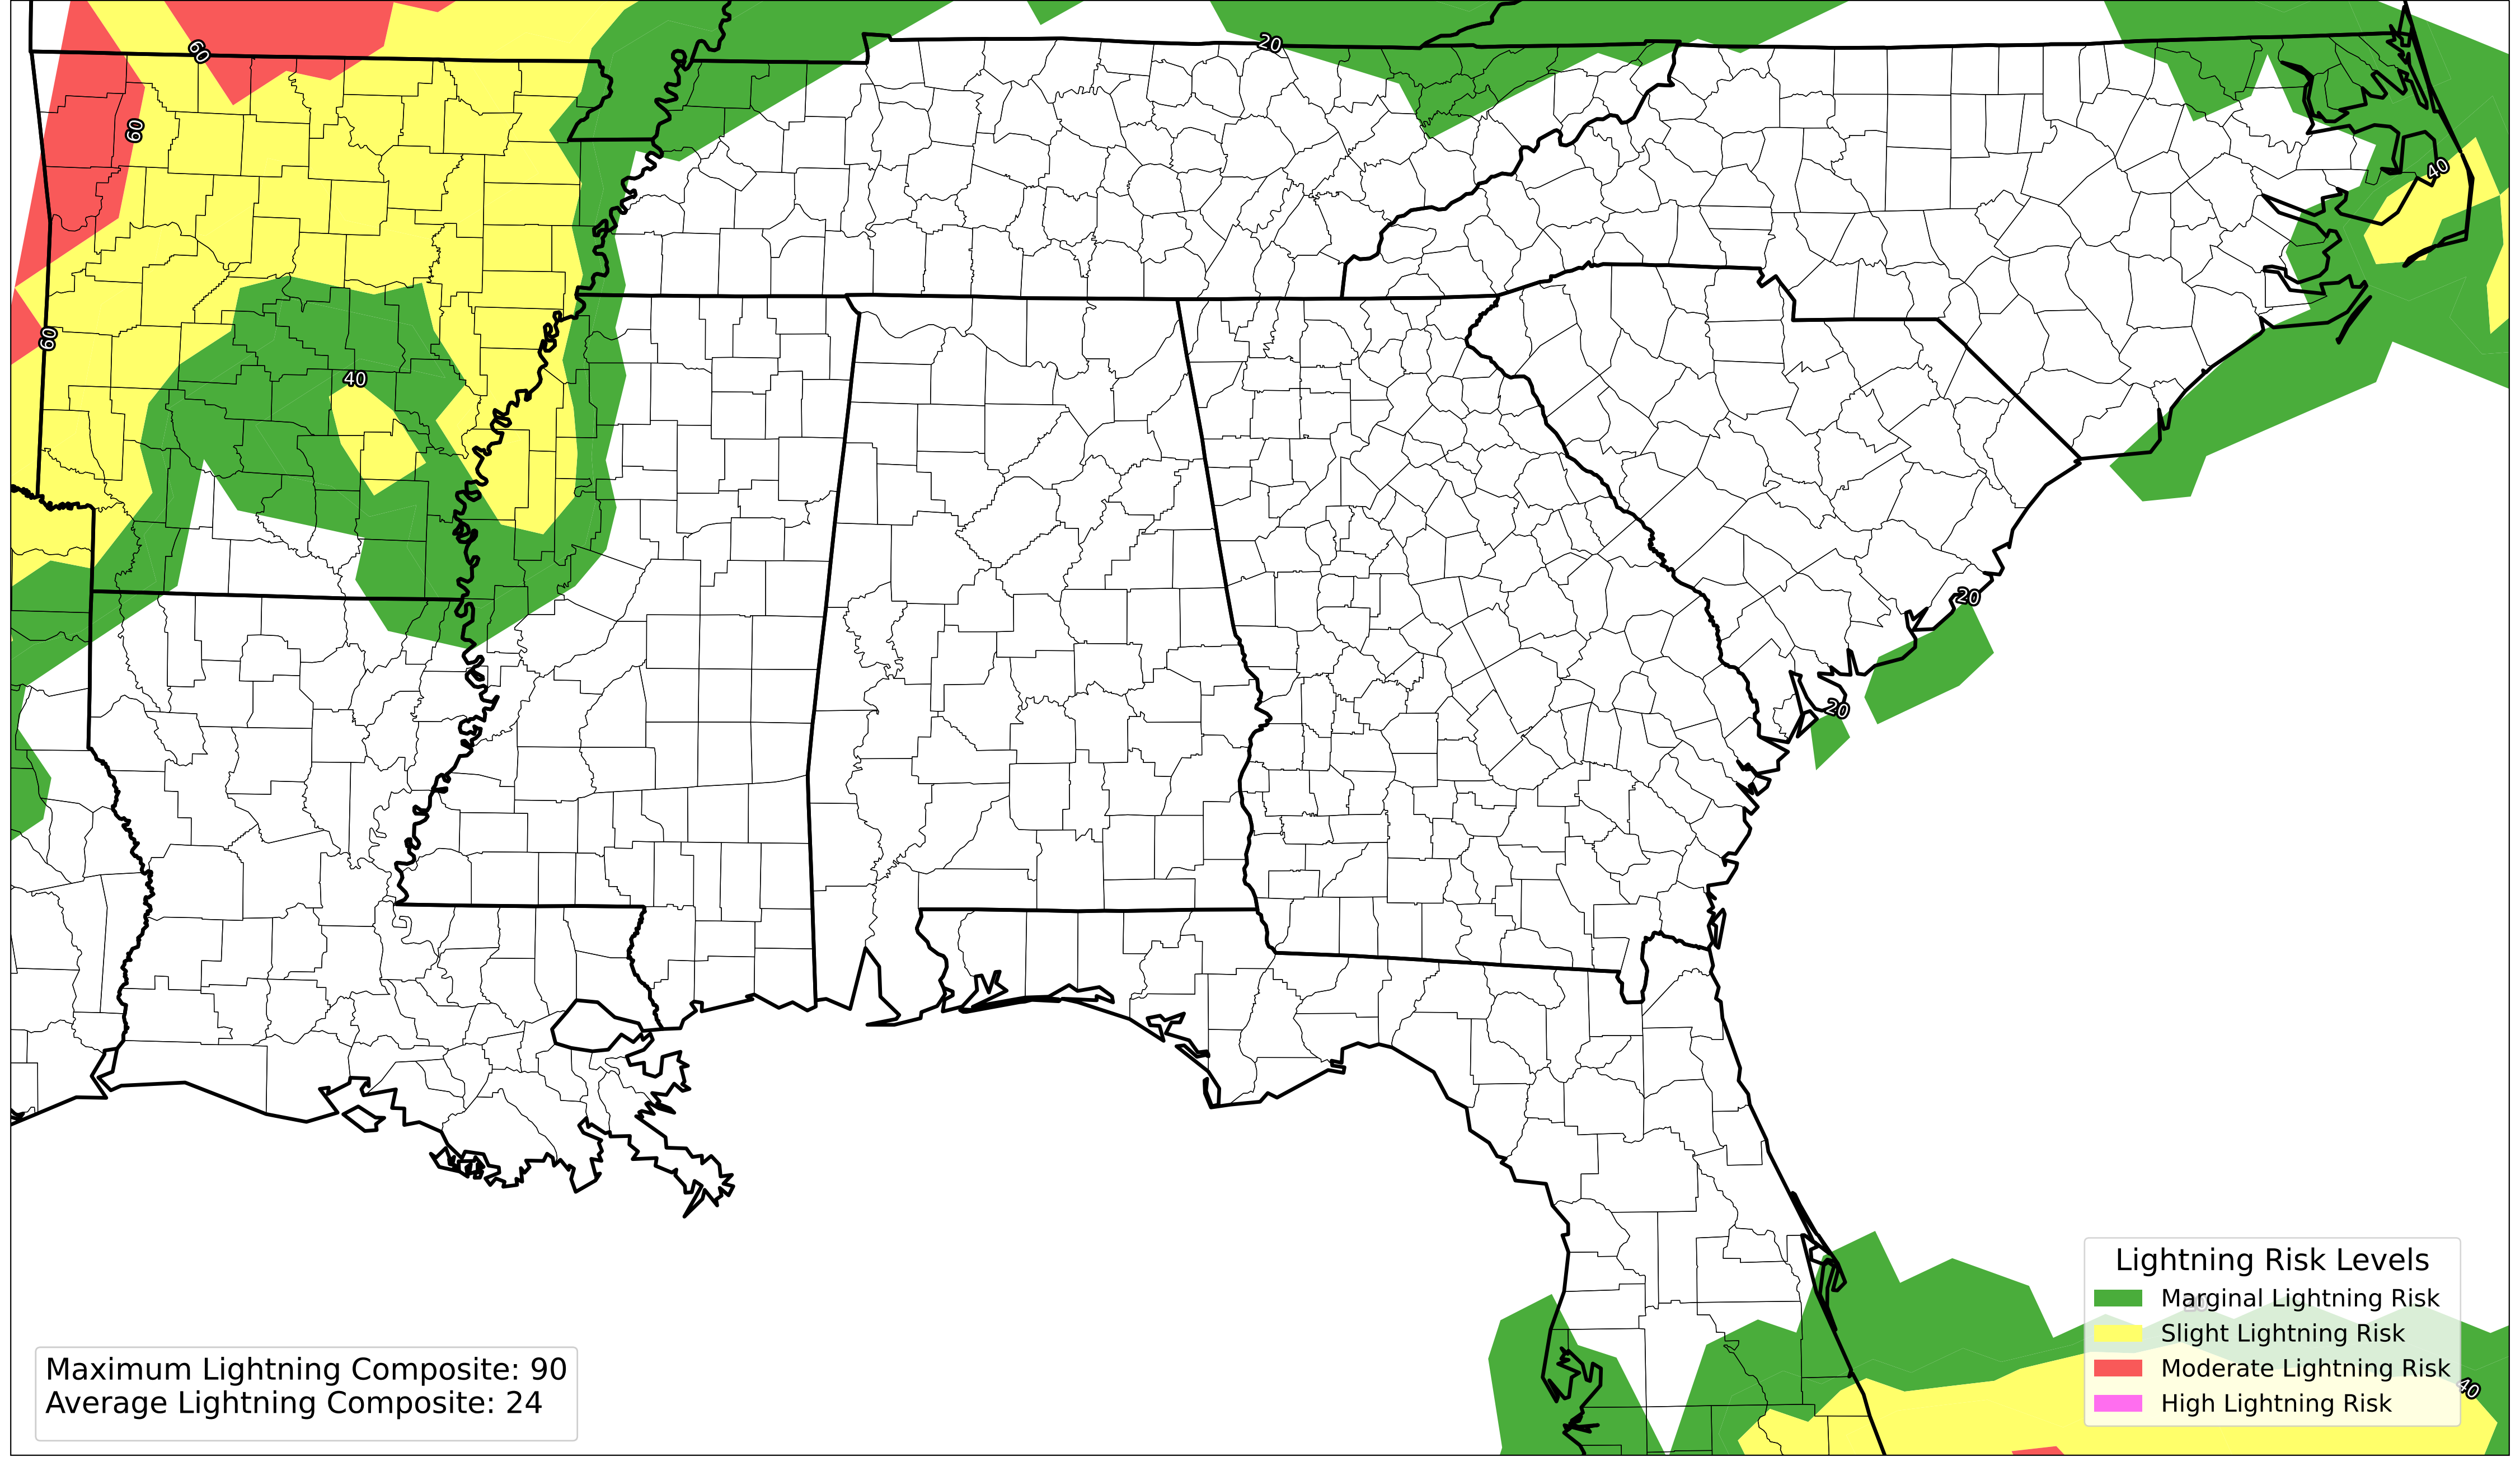 60
20
60
40
60
40
20
20
Lightning Risk Levels
Marginal Lightning Risk
Slight Lightning Risk
Moderate Lightning Risk
High Lightning Risk
40
Maximum Lightning Composite: 90
Average Lightning Composite: 24